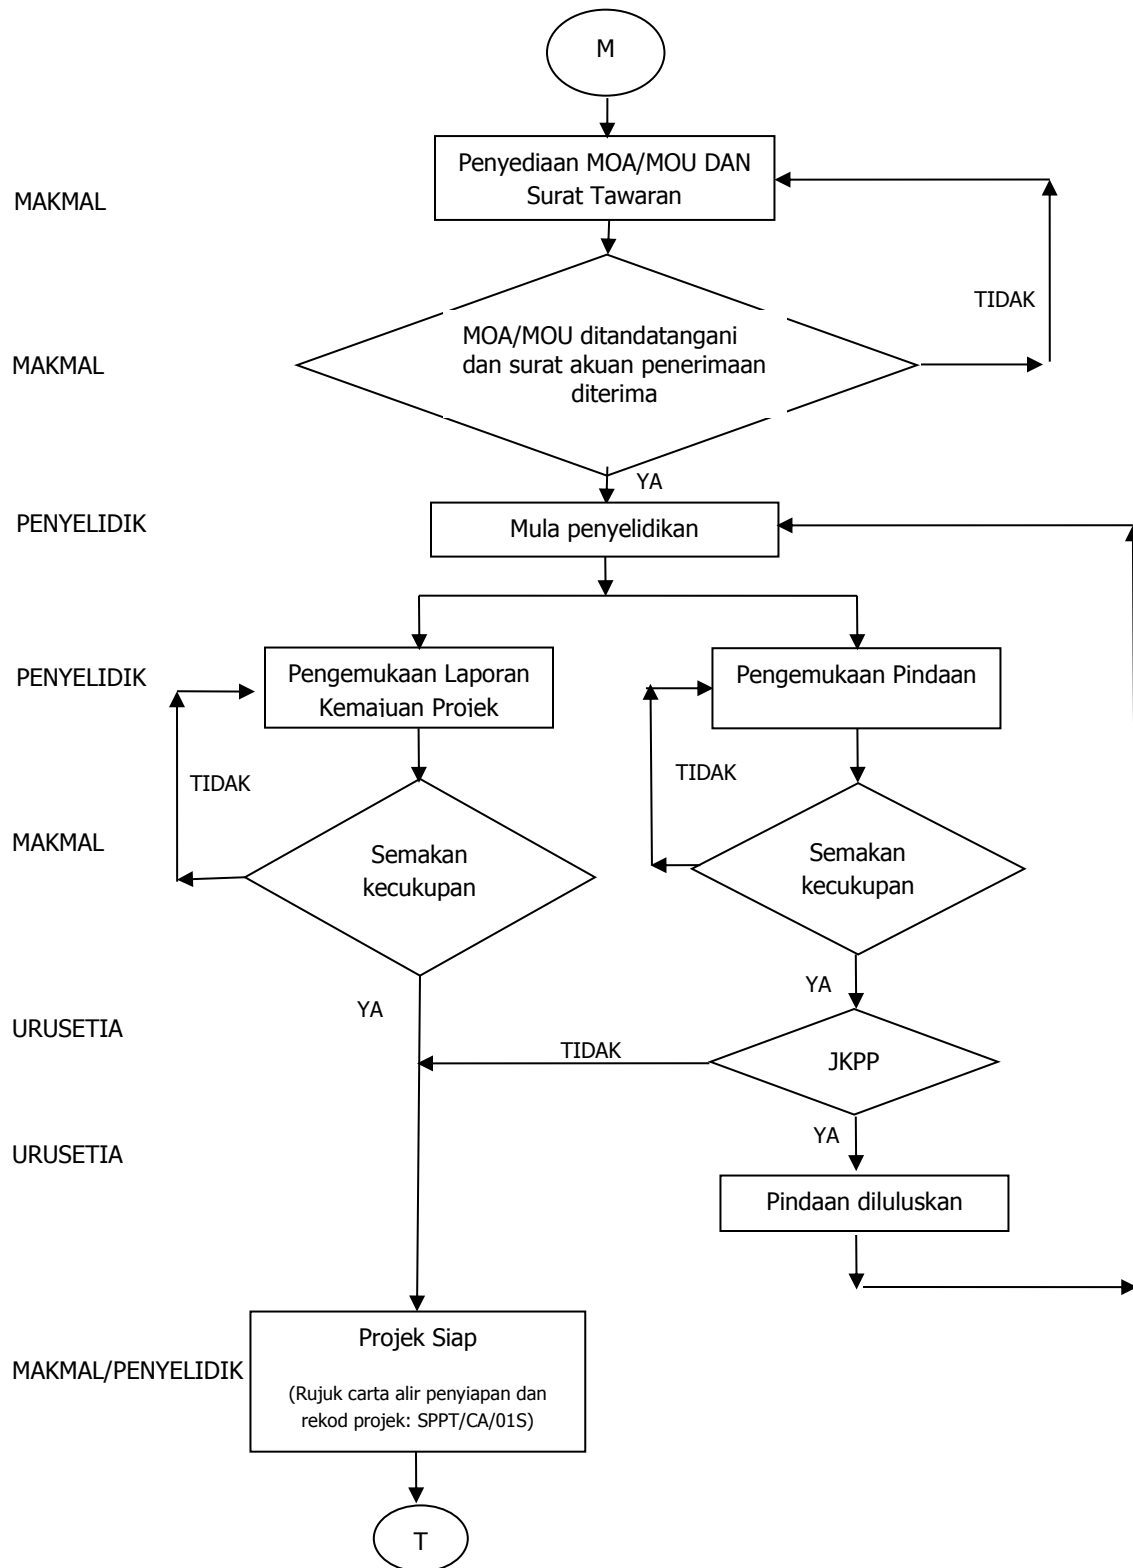 M
Penyediaan MOA/MOU DAN
Surat Tawaran
MAKMAL
TIDAK
MOA/MOU ditandatangani
dan surat akuan penerimaan
diterima
MAKMAL
YA
PENYELIDIK
Mula penyelidikan
PENYELIDIK
Pengemukaan Laporan
Kemajuan Projek
Pengemukaan Pindaan
TIDAK
TIDAK
MAKMAL
Semakan
kecukupan
Semakan
kecukupan
YA
YA
URUSETIA
TIDAK
JKPP
YA
URUSETIA
Pindaan diluluskan
MAKMAL/PENYELIDIK
Projek Siap
(Rujuk carta alir penyiapan dan
rekod projek: SPPT/CA/01S)
T